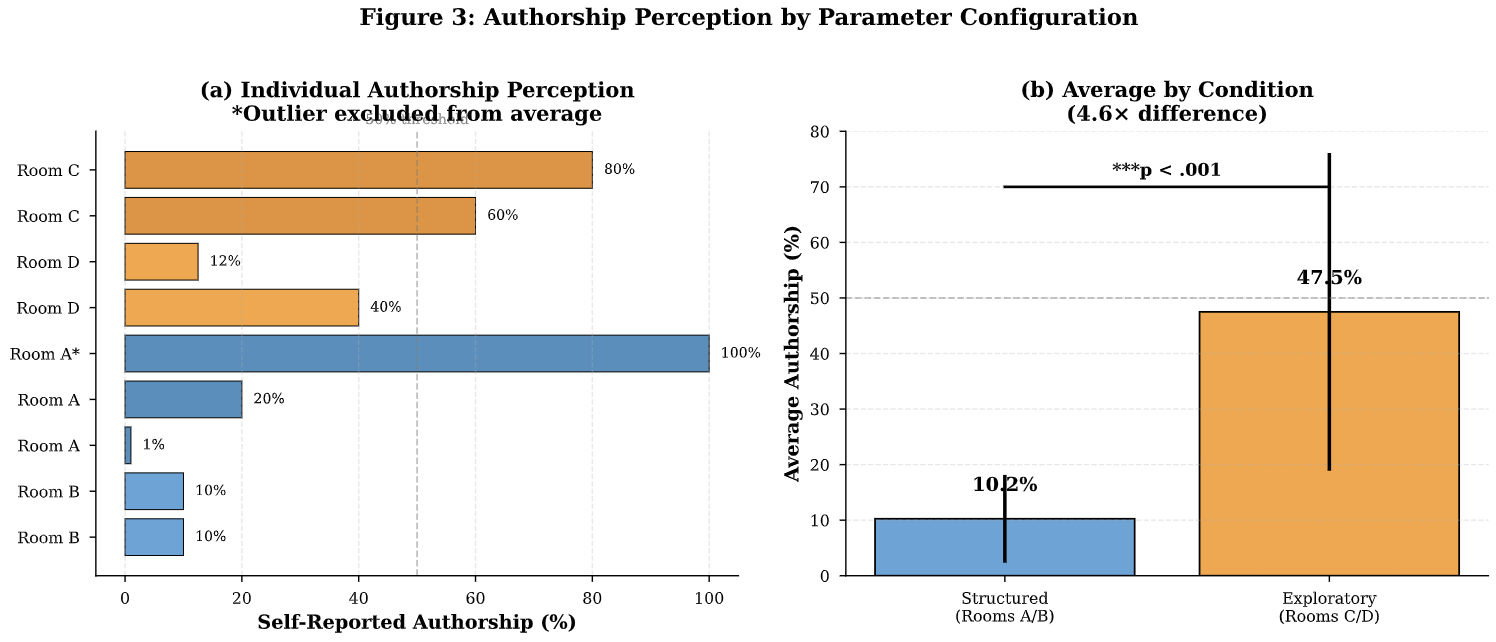 Figure 3: Authorship Perception by Parameter Configuration
(a) Individual Authorship Perception
*Outlier excluded from average
50% threshold
Room C
80%
Room C
60%
Room D
12%
Room D
40%
Room A*
100%
Room A
20%
Room A
1%
Room B
10%
Room B
10%
0 20 40 60 80 100
Self-Reported Authorship (%)
(b) Average by Condition
(4.6× difference)
Average Authorship (%)
80
70
60
50
40
30
20
10
0
***p < .001
47.5%
10.2%
Structured
(Rooms A/B)
Exploratory
(Rooms C/D)